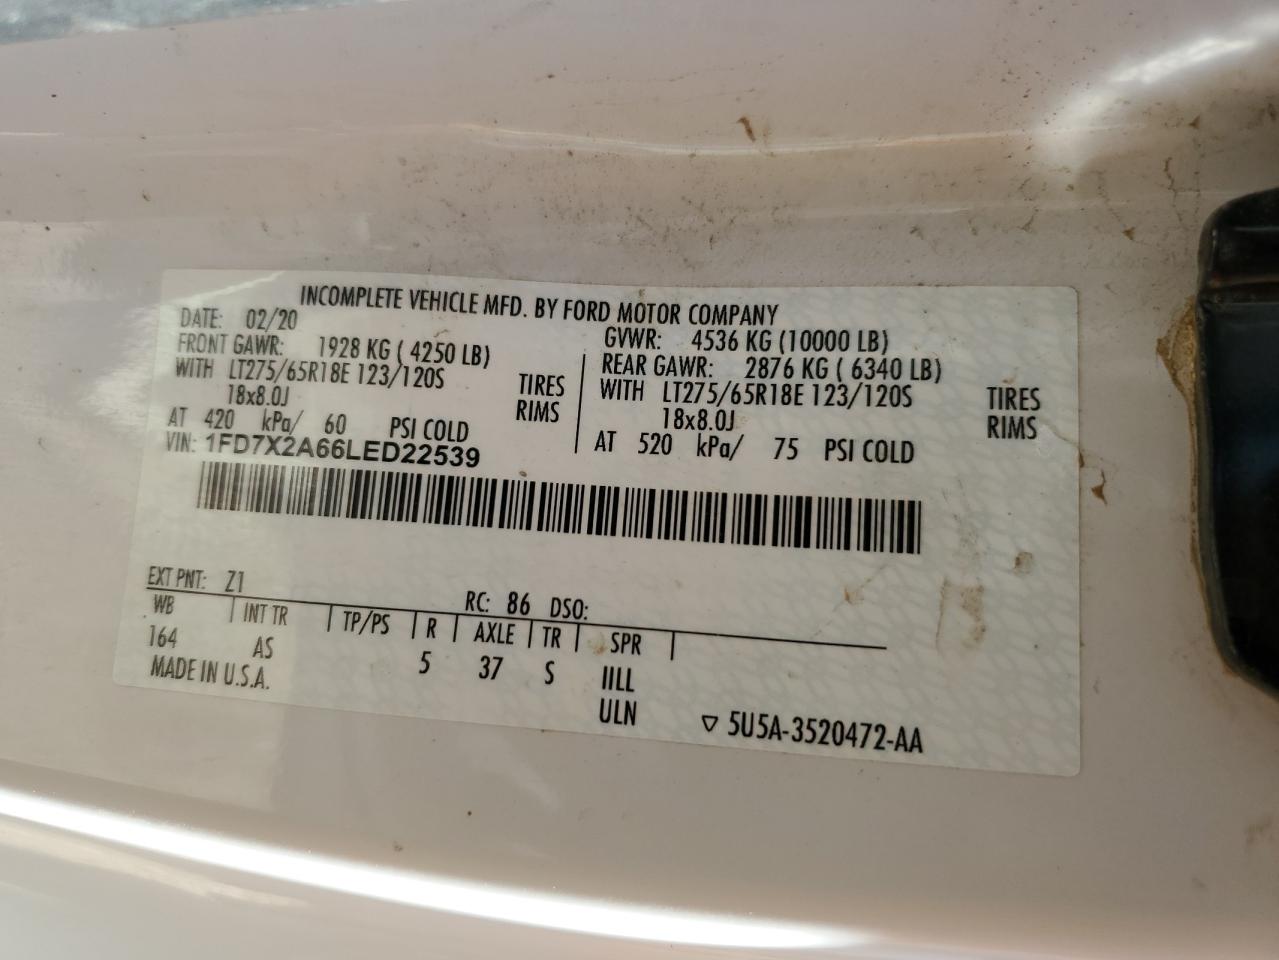 INCOMPLETE VEHICLE MFD. BY FORD MOTOR COMPANY
DATE: 02/20 GVWR: 4536 KG (10000 LB)
FRONT GAWR: 1928 KG ( 4250 LB) REAR GAWR: 2876 KG ( 6340 LB)
WITH LT275/65R18E 123/120S TIRES WITH LT275/65R18E 123/120S TIRES
18x8.0J RIMS 18x8.0J RIMS
AT 420 kPa/ 60 PSI COLD AT 520 kPa/ 75 PSI COLD
VIN: 1FD7X2A66LED22539
EXT PNT: Z1 RC: 86 DSO:
WB INT TR TP/PS R AXLE TR SPR
164 AS 5 37 S IILL
MADE IN U.S.A. ULN
5U5A-3520472-AA